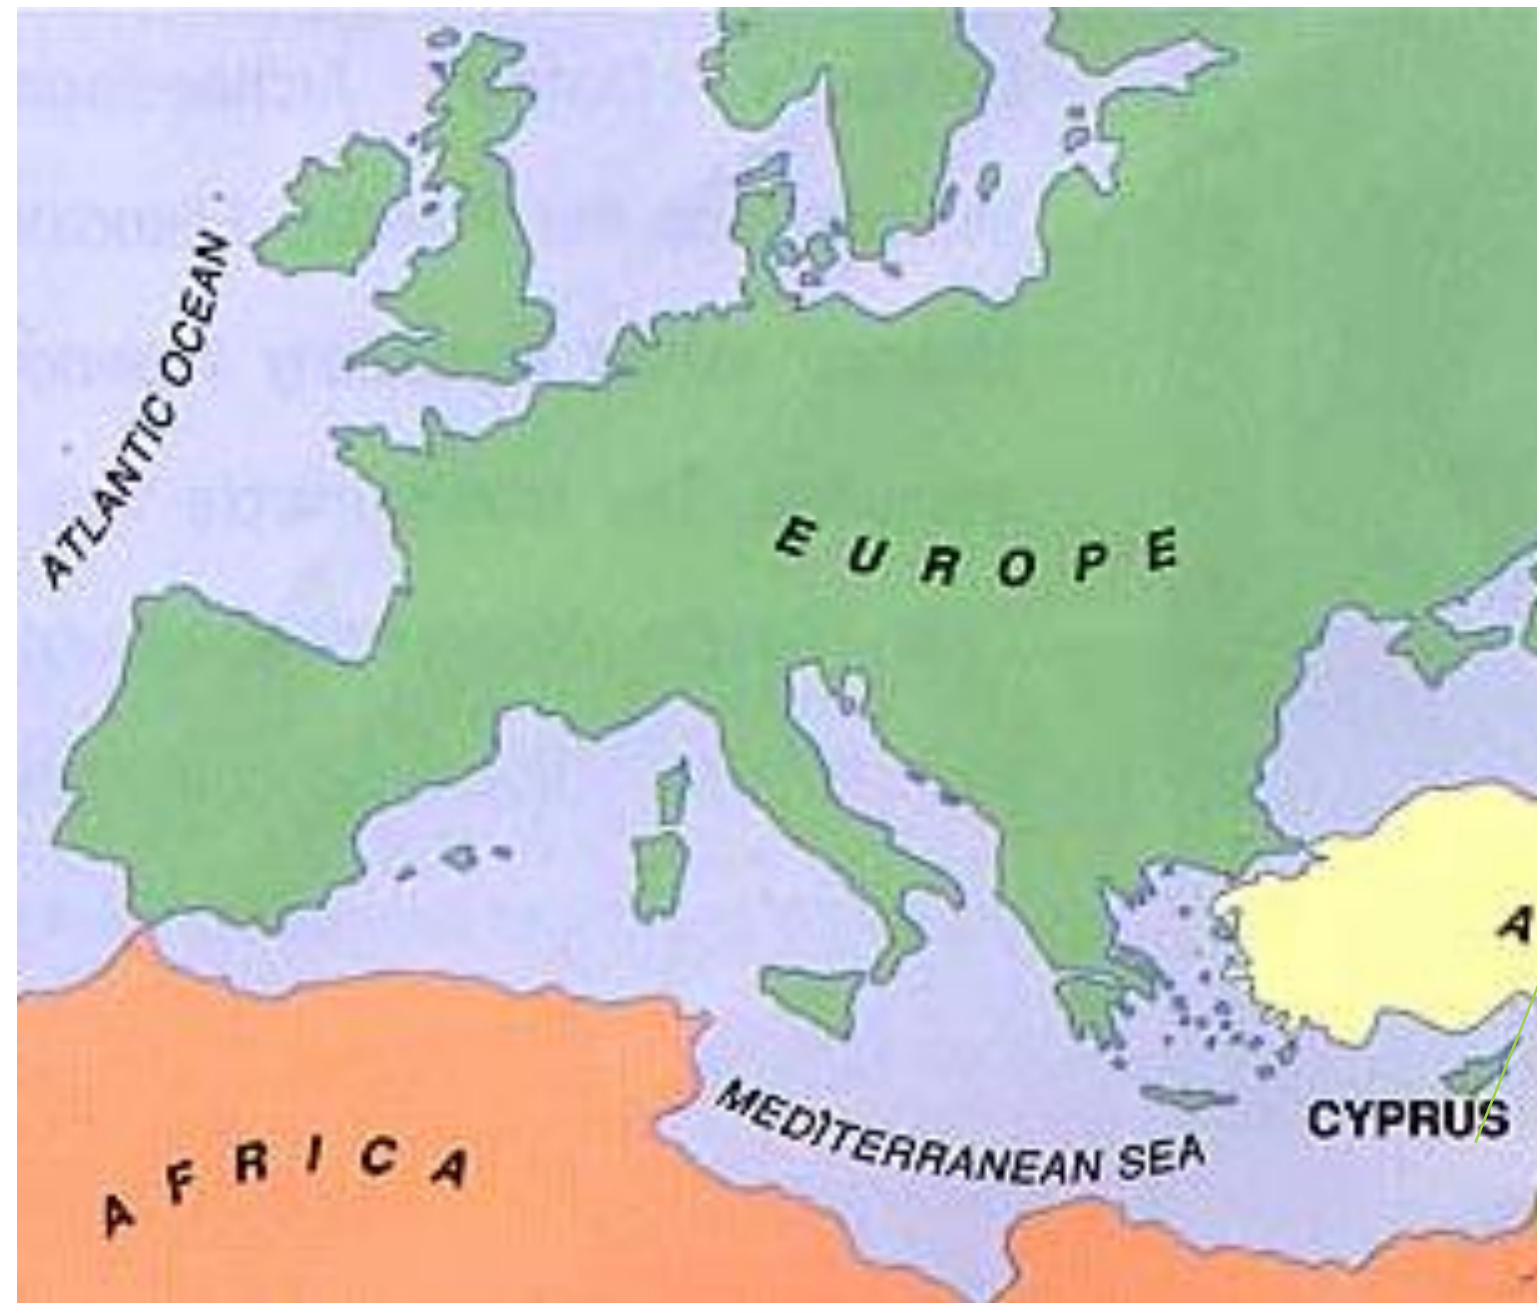 ATLANTIC OCEAN
EUROPE
A
MEDITERRANEAN SEA
CYPRUS
AFRICA